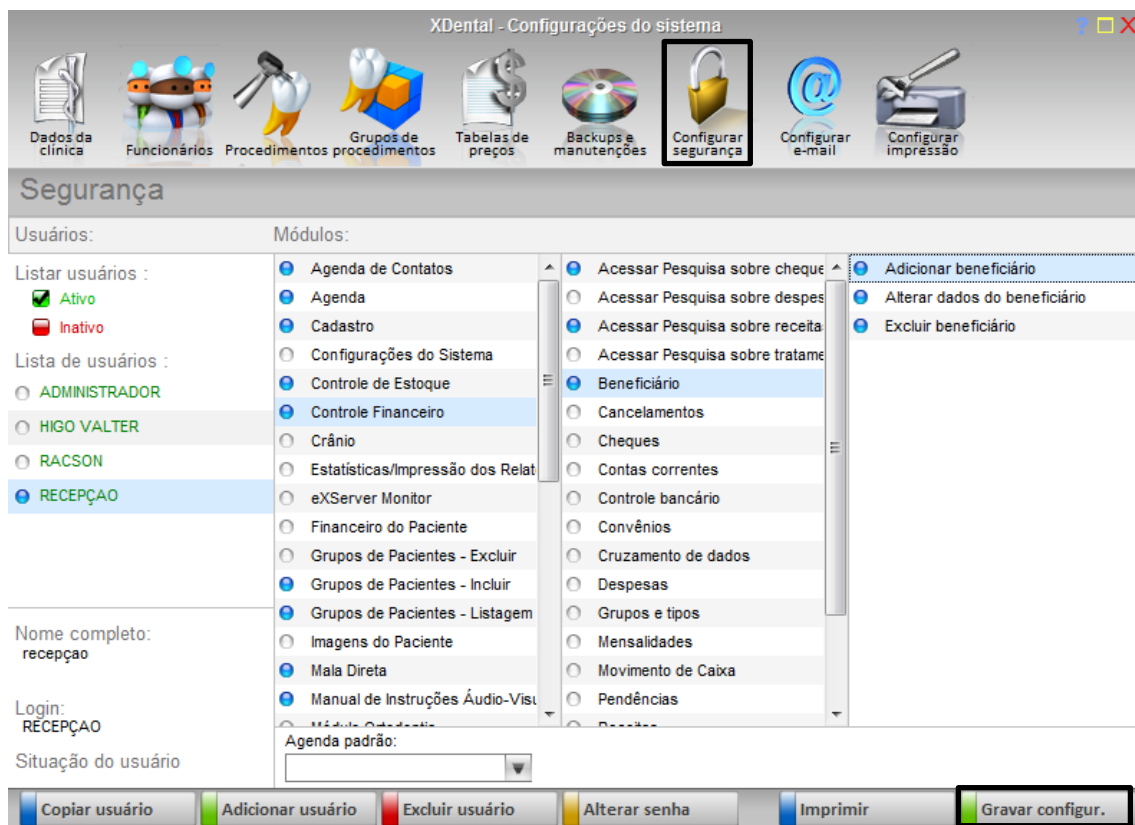 XDental - Configurações do sistema
?
Dados da
clínica
Funcionários
Procedimentos
Grupos de
procedimentos
Tabelas de
preços
Backups e
manutenções
Configurar
segurança
Configurar
e-mail
Configurar
impressão
Segurança
Usuários:
Listar usuários :
Ativo
Inativo
Lista de usuários :
ADMINISTRADOR
HIGO VALTER
RACSON
RECEPÇAO
Nome completo:
recepçao
Login:
RECEPÇAO
Situação do usuário
Módulos:
Agenda de Contatos
Agenda
Cadastro
Configurações do Sistema
Controle de Estoque
Controle Financeiro
Crânio
Estatísticas/Impressão dos Relat
eXServer Monitor
Financeiro do Paciente
Grupos de Pacientes - Excluir
Grupos de Pacientes - Incluir
Grupos de Pacientes - Listagem
Imagens do Paciente
Mala Direta
Manual de Instruções Áudio-Visu
Acessar Pesquisa sobre cheque
Acessar Pesquisa sobre despes
Acessar Pesquisa sobre receita
Acessar Pesquisa sobre tratame
Beneficiário
Cancelamentos
Cheques
Contas correntes
Controle bancário
Convênios
Cruzamento de dados
Despesas
Grupos e tipos
Mensalidades
Movimento de Caixa
Pendências
Adicionar beneficiário
Alterar dados do beneficiário
Excluir beneficiário
Agenda padrão:
Copiar usuário
Adicionar usuário
Excluir usuário
Alterar senha
Imprimir
Gravar configur.